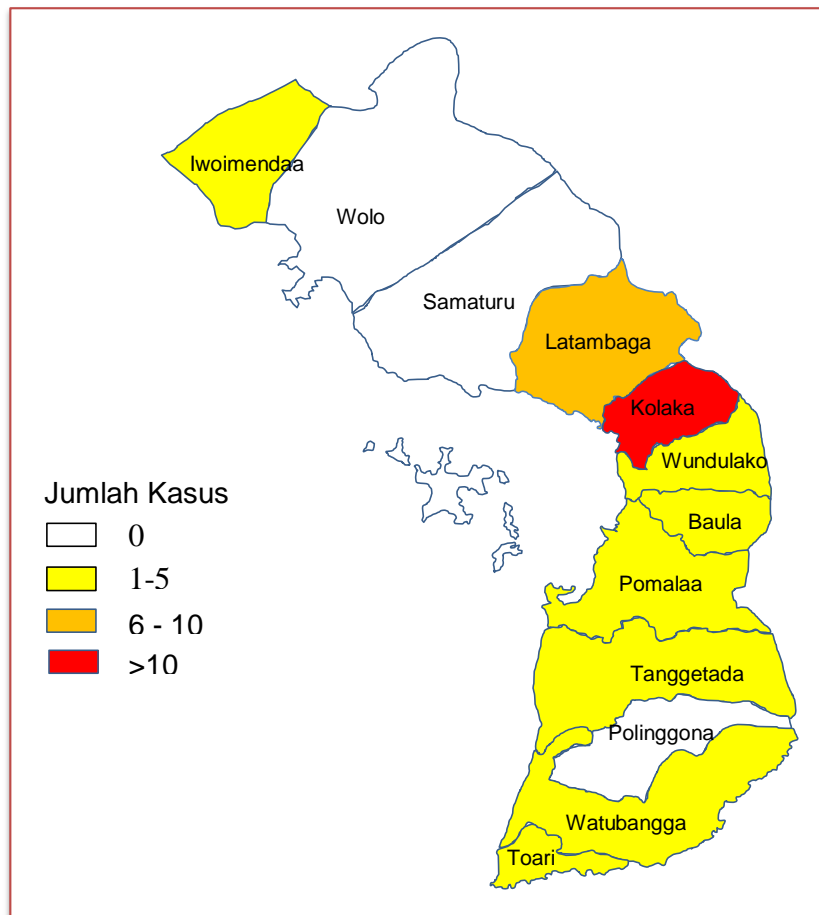 Iwoimendaa
Wolo
Samaturu
Latambaga
Kolaka
Wundulako
Baula
Pomalaa
Tanggetada
Polinggona
Watubangga
Toari
Jumlah Kasus
0
1-5
6 - 10
>10